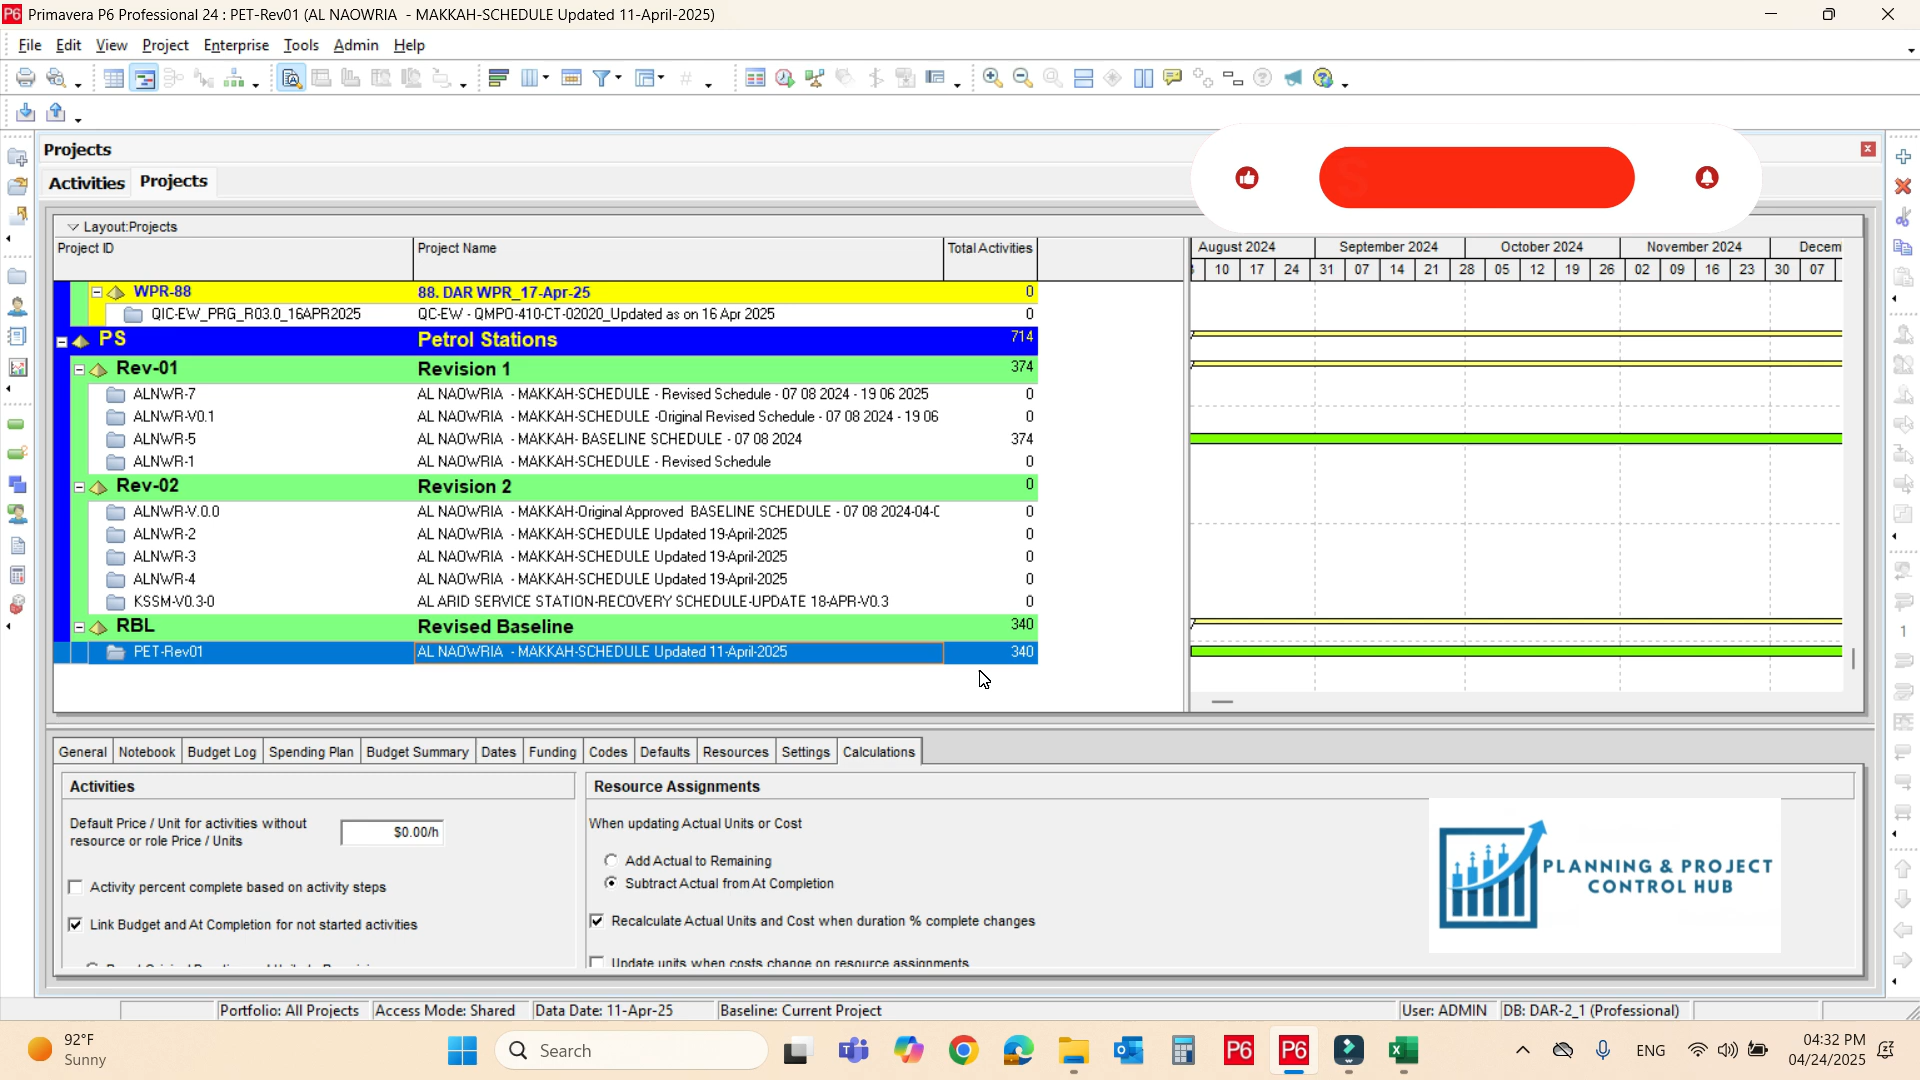 Primavera P6 Professional 24 : PET-Rev01 (AL NAOWRIA - MAKKAH-SCHEDULE Updated 11-April-2025)
File Edit View Project Enterprise Tools Admin Help
Projects
Activities Projects
Layout:Projects
Project ID Project Name Total Activities
August 2024 September 2024 October 2024 November 2024 Decem
10 17 24 31 07 14 21 28 05 12 19 26 02 09 16 23 30 07
WPR-88 88. DAR WPR_17-Apr-25 0
QIC-EW_PRG_R03.0_16APR2025 QC-EW - QMPO-410-CT-02020_Updated as on 16 Apr 2025 0
PS Petrol Stations 714
Rev-01 Revision 1 374
ALNWR-7 AL NAOWRIA - MAKKAH-SCHEDULE - Revised Schedule - 07 08 2024 - 19 06 2025 0
ALNWR-V0.1 AL NAOWRIA - MAKKAH-SCHEDULE -Original Revised Schedule - 07 08 2024 - 19 06 0
ALNWR-5 AL NAOWRIA - MAKKAH- BASELINE SCHEDULE - 07 08 2024 374
ALNWR-1 AL NAOWRIA - MAKKAH-SCHEDULE - Revised Schedule 0
Rev-02 Revision 2 0
ALNWR-V.0.0 AL NAOWRIA - MAKKAH-Original Approved BASELINE SCHEDULE - 07 08 2024-04-C 0
ALNWR-2 AL NAOWRIA - MAKKAH-SCHEDULE Updated 19-April-2025 0
ALNWR-3 AL NAOWRIA - MAKKAH-SCHEDULE Updated 19-April-2025 0
ALNWR-4 AL NAOWRIA - MAKKAH-SCHEDULE Updated 19-April-2025 0
KSSM-V0.3-0 AL ARID SERVICE STATION-RECOVERY SCHEDULE-UPDATE 18-APR-V0.3 0
RBL Revised Baseline 340
PET-Rev01 AL NAOWRIA - MAKKAH-SCHEDULE Updated 11-April-2025 340
1
General Notebook Budget Log Spending Plan Budget Summary Dates Funding Codes Defaults Resources Settings Calculations
Activities Resource Assignments
Default Price / Unit for activities without
resource or role Price / Units $0.00/h
When updating Actual Units or Cost
Add Actual to Remaining
Activity percent complete based on activity steps Subtract Actual from At Completion
Link Budget and At Completion for not started activities Recalculate Actual Units and Cost when duration % complete changes
Update units when costs change on resource assignments
PLANNING & PROJECT
CONTROL HUB
Portfolio: All Projects Access Mode: Shared Data Date: 11-Apr-25 Baseline: Current Project User: ADMIN DB: DAR-2_1 (Professional)
92°F
Sunny
Search
P6 P6
ENG
04:32 PM
04/24/2025